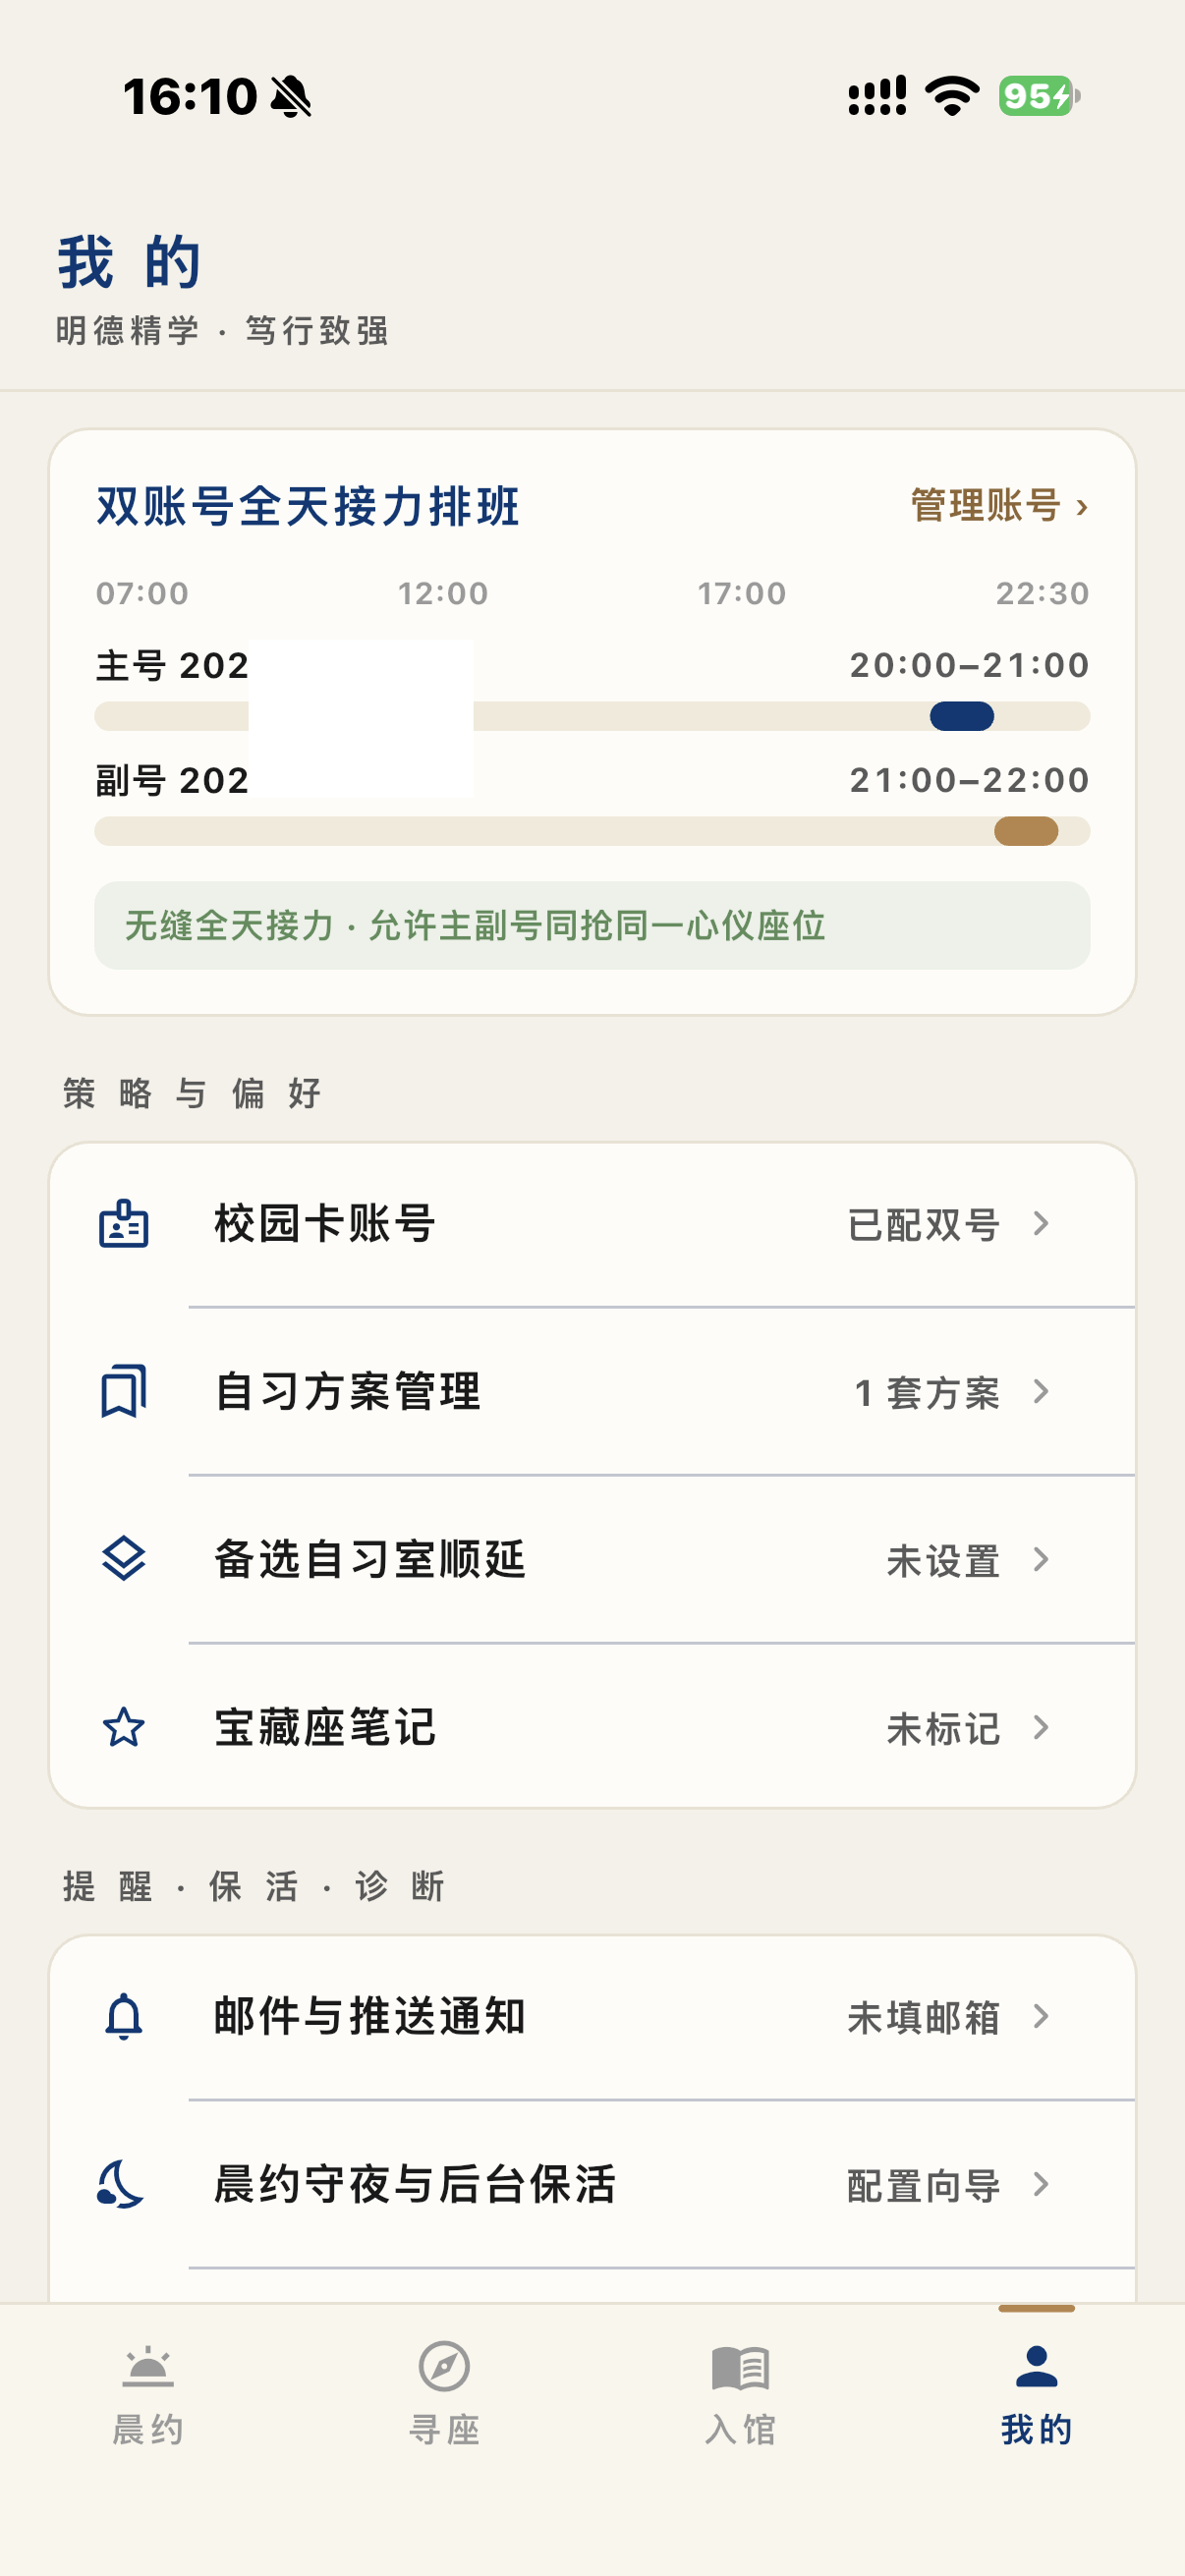 16:10 95
我的
明德精学 · 笃行致强
双账号全天接力排班 管理账号 ›
07:00 12:00 17:00 22:30
主号 202 20:00–21:00
副号 202 21:00–22:00
无缝全天接力 · 允许主副号同抢同一心仪座位
策略与偏好
校园卡账号 已配双号
自习方案管理 1 套方案
备选自习室顺延 未设置
宝藏座笔记 未标记
提醒 · 保活 · 诊断
邮件与推送通知 未填邮箱
晨约守夜与后台保活 配置向导
晨约 寻座 入馆 我的